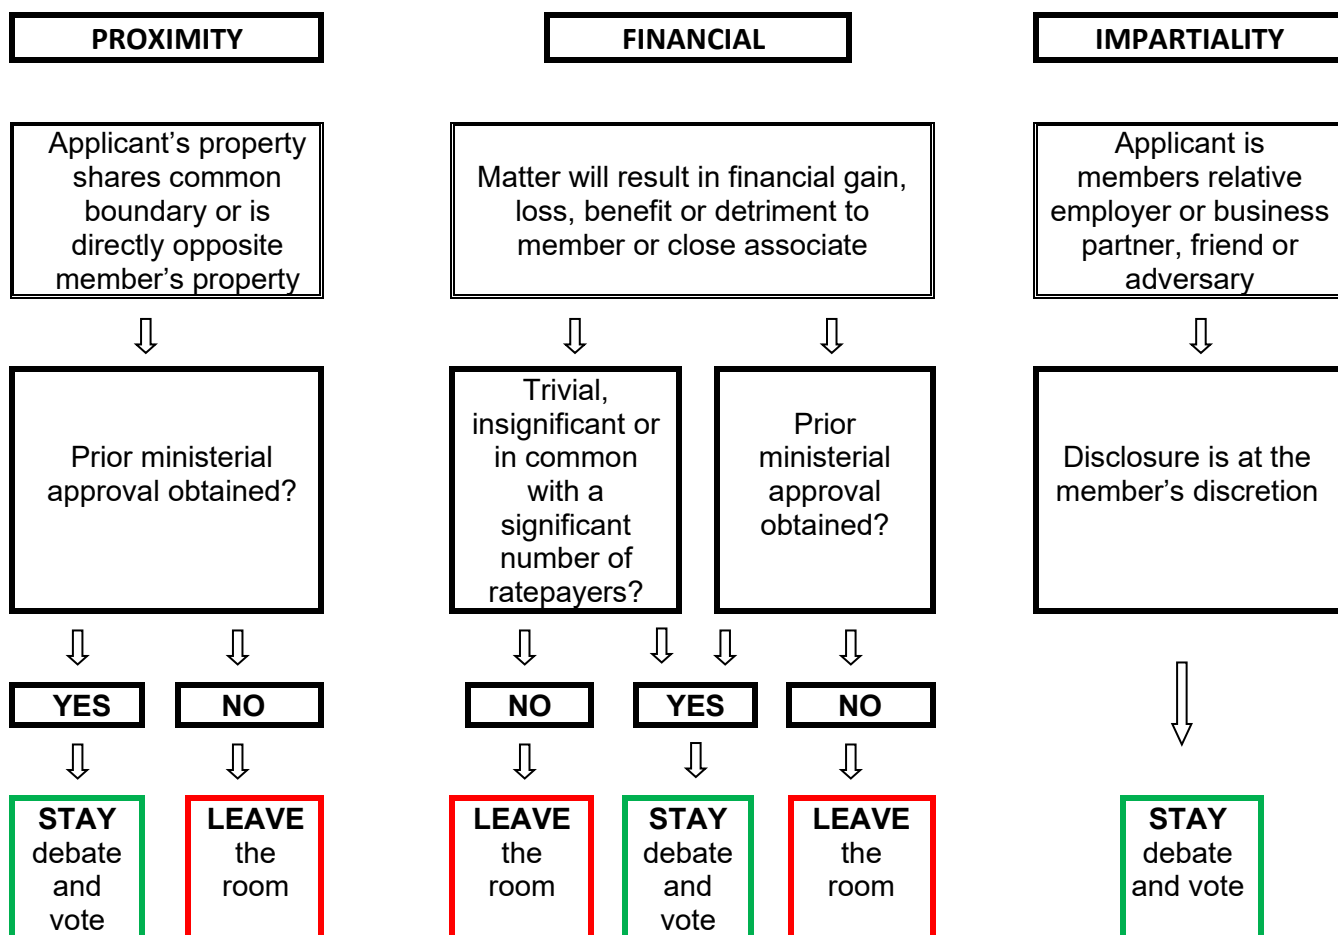 PROXIMITY
FINANCIAL
IMPARTIALITY
Applicant's property
shares common
boundary or is
directly opposite
member's property
Matter will result in financial gain,
loss, benefit or detriment to
member or close associate
Applicant is
members relative
employer or business
partner, friend or
adversary
Prior ministerial
approval obtained?
Trivial,
insignificant or
in common
with a
significant
number of
ratepayers?
Prior
ministerial
approval
obtained?
Disclosure is at the
member's discretion
YES
NO
NO
YES
NO
STAY
debate
and
vote
LEAVE
the
room
LEAVE
the
room
STAY
debate
and
vote
LEAVE
the
room
STAY
debate
and vote